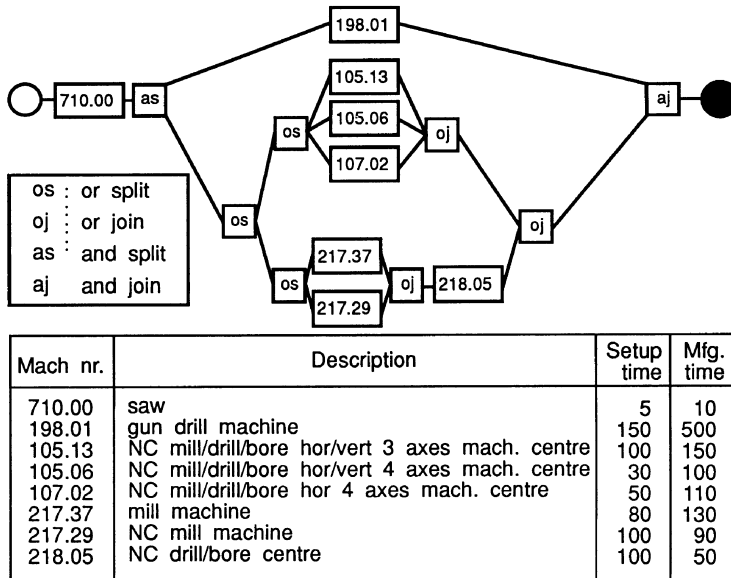 198.01
710.00
as
105.13
aj
105.06
os
oj
107.02
os : or split
oj : or join
as : and split
aj and join
os
oj
217.37
os
oj
218.05
217.29
Mach nr. Description Setup time Mfg. time
710.00 saw 5 10
198.01 gun drill machine 150 500
105.13 NC mill/drill/bore hor/vert 3 axes mach. centre 100 150
105.06 NC mill/drill/bore hor/vert 4 axes mach. centre 30 100
107.02 NC mill/drill/bore hor 4 axes mach. centre 50 110
217.37 mill machine 80 130
217.29 NC mill machine 100 90
218.05 NC drill/bore centre 100 50